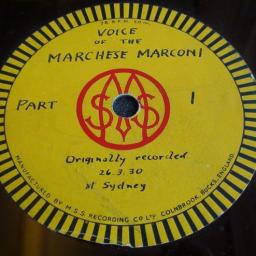 78 R.P.M.
VOICE
OF THE
MARCHESE MARCONI
PART 1
MSS
Originally recorded
26.3.30
at Sydney
MANUFACTURED BY M.S.S. RECORDING CO LTD COLNBROOK, BUCKS, ENGLAND.